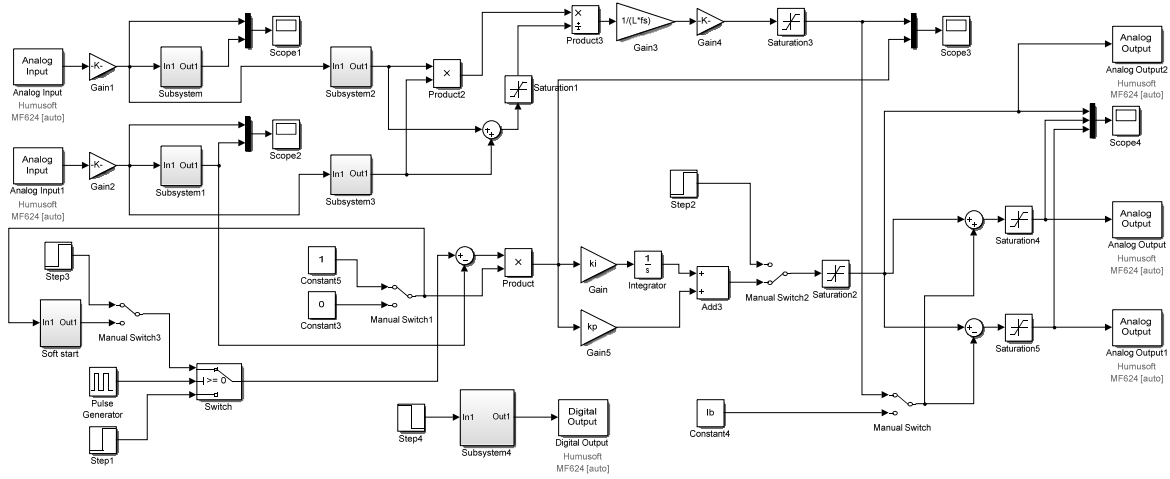 Analog
Input
Analog Input
Humusoft
MF624 [auto]
-K-
Gain1
In1 Out1
Subsystem
Scope1
In1 Out1
Subsystem2
×
Product2
Saturation1
×
÷
Product3
1/(L*fs)
Gain3
-K-
Gain4
Saturation3
Scope3
Analog
Output
Analog Output2
Humusoft
MF624 [auto]
Scope4
Analog
Input
Analog Input1
Humusoft
MF624 [auto]
-K-
Gain2
In1 Out1
Subsystem1
Scope2
In1 Out1
Subsystem3
+
+
Step2
+
+
Saturation4
Analog
Output
Analog Output
Humusoft
MF624 [auto]
Step3
1
Constant5
0
Constant3
Manual Switch1
+
−
×
Product
ki
Gain
1
s
Integrator
+
+
Add3
Manual Switch2
Saturation2
kp
Gain5
+
−
Saturation5
Analog
Output
Analog Output1
Humusoft
MF624 [auto]
In1 Out1
Soft start
Manual Switch3
Pulse
Generator
>= 0
Switch
Step1
Step4
In1 Out1
Subsystem4
Digital
Output
Digital Output
Humusoft
MF624 [auto]
Ib
Constant4
Manual Switch